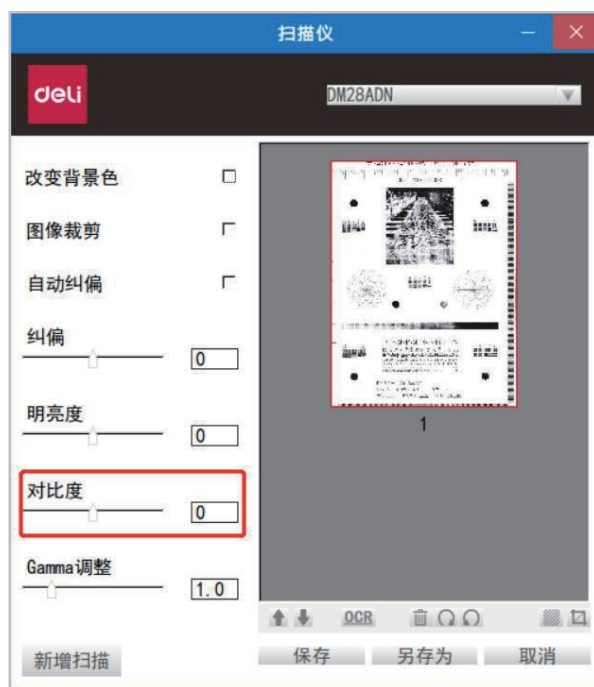 扫描仪
deli
DM28ADN
改变背景色
图像裁剪
自动纠偏
纠偏
0
明亮度
0
对比度
0
Gamma调整
1.0
1
OCR
新增扫描
保存
另存为
取消